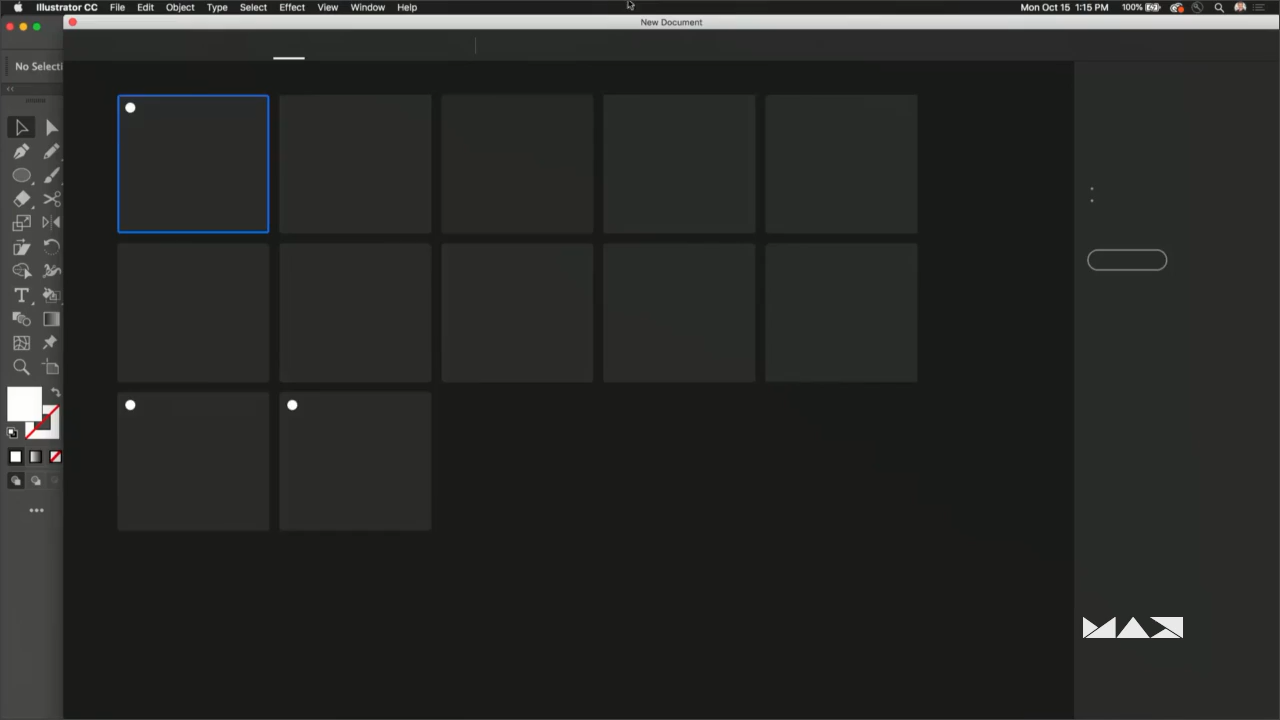 Illustrator CC File Edit Object Type Select Effect View Window Help Mon Oct 15 1:15 PM 100%
New Document
No Selecti
MAX